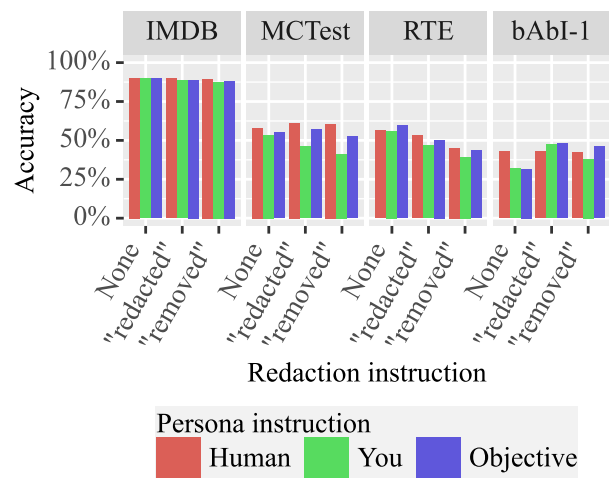 IMDB MCTest RTE bAbI-1
Accuracy
100%
75%
50%
25%
0%
None "redacted" "removed" None "redacted" "removed" None "redacted" "removed" None "redacted" "removed"
Redaction instruction
Persona instruction
Human You Objective